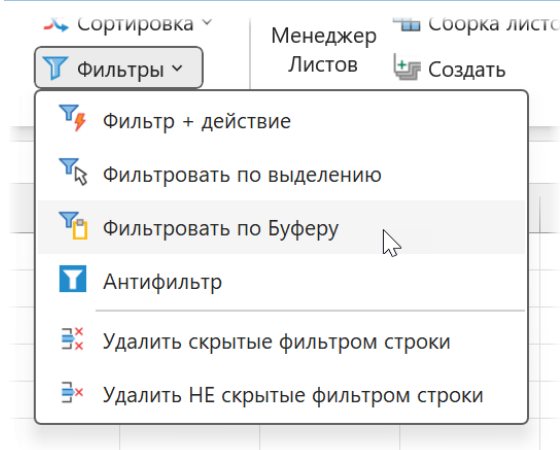 Сортировка
Сборка листо
Менеджер
Листов
Фильтры
Создать
Фильтр + действие
Фильтровать по выделению
Фильтровать по Буферу
Антифильтр
Удалить скрытые фильтром строки
Удалить НЕ скрытые фильтром строки